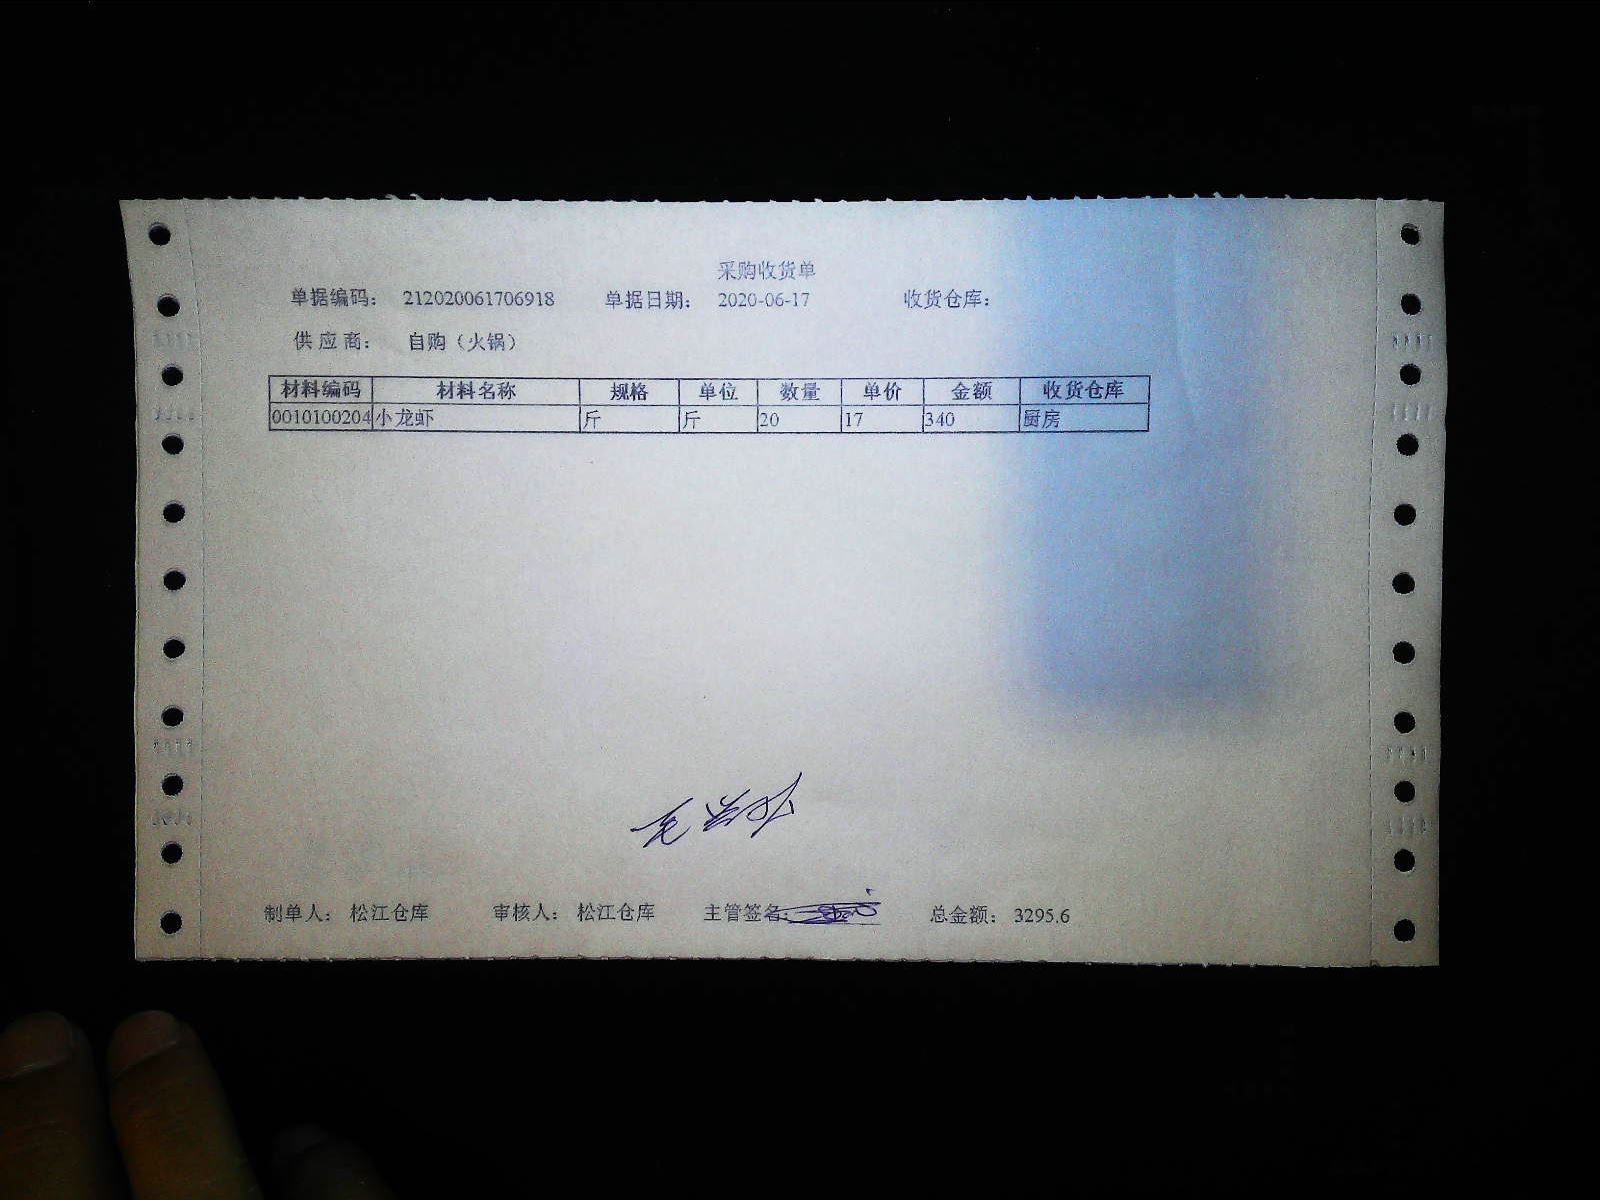 采购收货单
单据编码： 212020061706918 单据日期： 2020-06-17 收货仓库：
供应商： 自购（火锅）
材料编码 材料名称 规格 单位 数量 单价 金额 收货仓库
0010100204 小龙虾 斤 斤 20 17 340 厨房
制单人： 松江仓库 审核人： 松江仓库 主管签名： 总金额： 3295.6